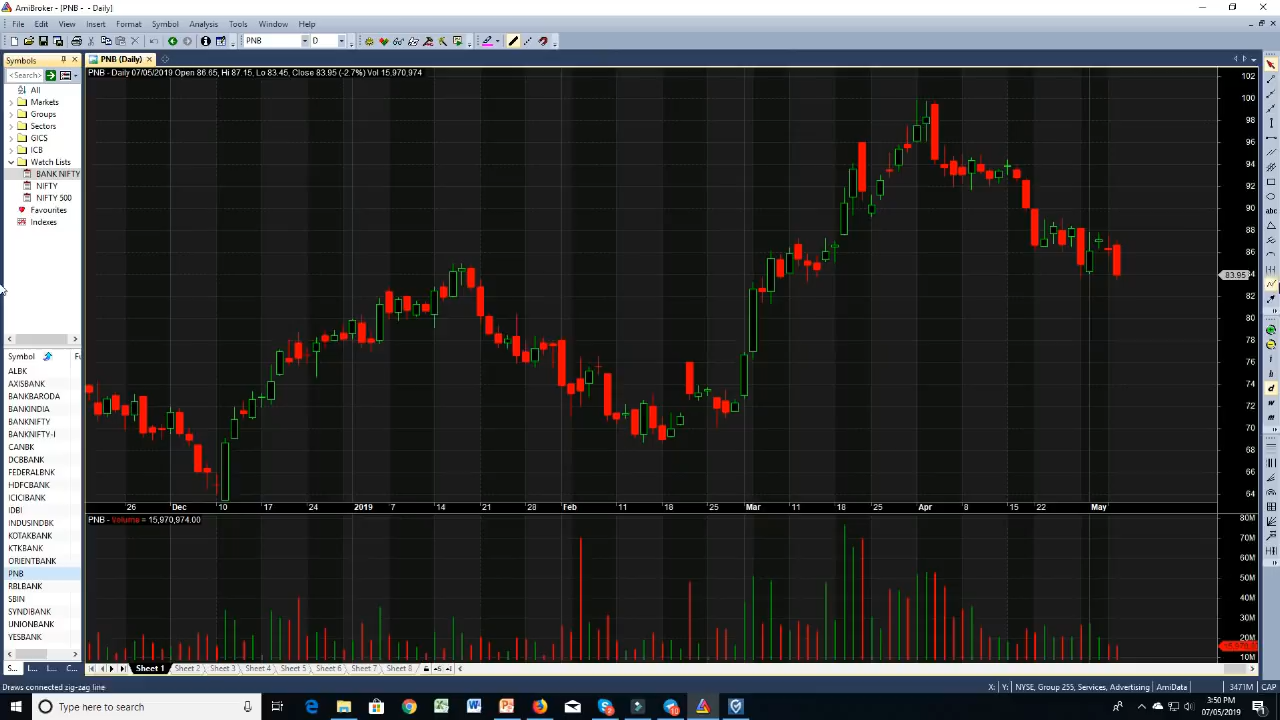 AmiBroker - [PNB - - Daily]
File Edit View Insert Format Symbol Analysis Tools Window Help
PNB D
Symbols
PNB (Daily)
<Search>
PNB - Daily 07/05/2019 Open 86.65, Hi 87.15, Lo 83.45, Close 83.95 (-2.7%) Vol 15,970,974
All
Markets
Groups
Sectors
GICS
ICB
Watch Lists
BANK NIFTY
NIFTY
NIFTY 500
Favourites
Indexes
102
100
98
96
94
92
90
88
86
84
83.95
82
80
78
76
74
72
70
68
66
64
abc
Symbol Fu
ALBK
AXISBANK
BANKBARODA
BANKINDIA
BANKNIFTY
BANKNIFTY-I
CANBK
DCBBANK
FEDERALBNK
HDFCBANK
ICICIBANK
IDBI
INDUSINDBK
KOTAKBANK
KTKBANK
ORIENTBANK
PNB
RBLBANK
SBIN
SYNDIBANK
UNIONBANK
YESBANK
26 Dec 10 17 24 2019 7 14 21 28 Feb 11 18 25 Mar 11 18 25 Apr 8 15 22 May
PNB - Volume = 15,970,974.00
80M
70M
60M
50M
40M
30M
20M
10M
S... L... L... C...
Sheet 1 Sheet 2 Sheet 3 Sheet 4 Sheet 5 Sheet 6 Sheet 7 Sheet 8
Draws connected zig-zag line
X: Y: NYSE, Group 255, Services, Advertising AmiData 3471M CAP
Type here to search
3:50 PM
07/05/2019